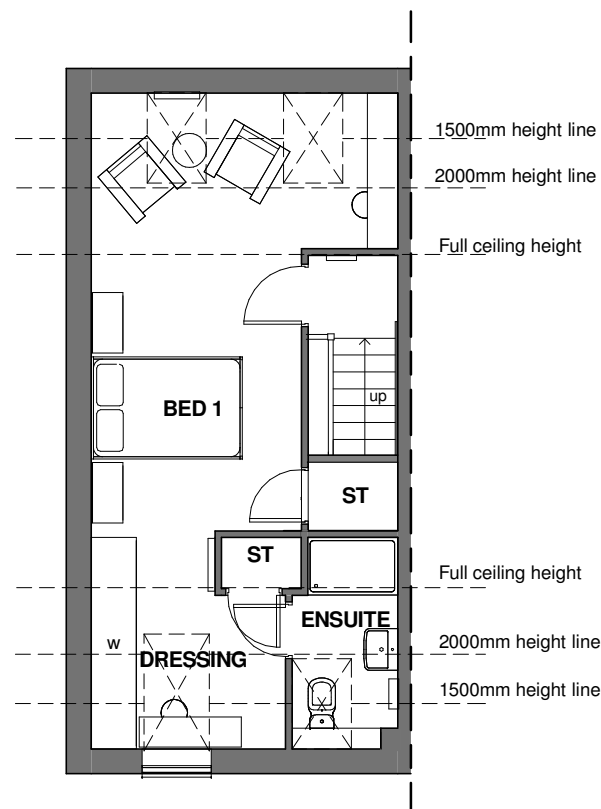 1500mm height line
2000mm height line
Full ceiling height
up
BED 1
ST
ST
Full ceiling height
ENSUITE
W
2000mm height line
DRESSING
1500mm height line